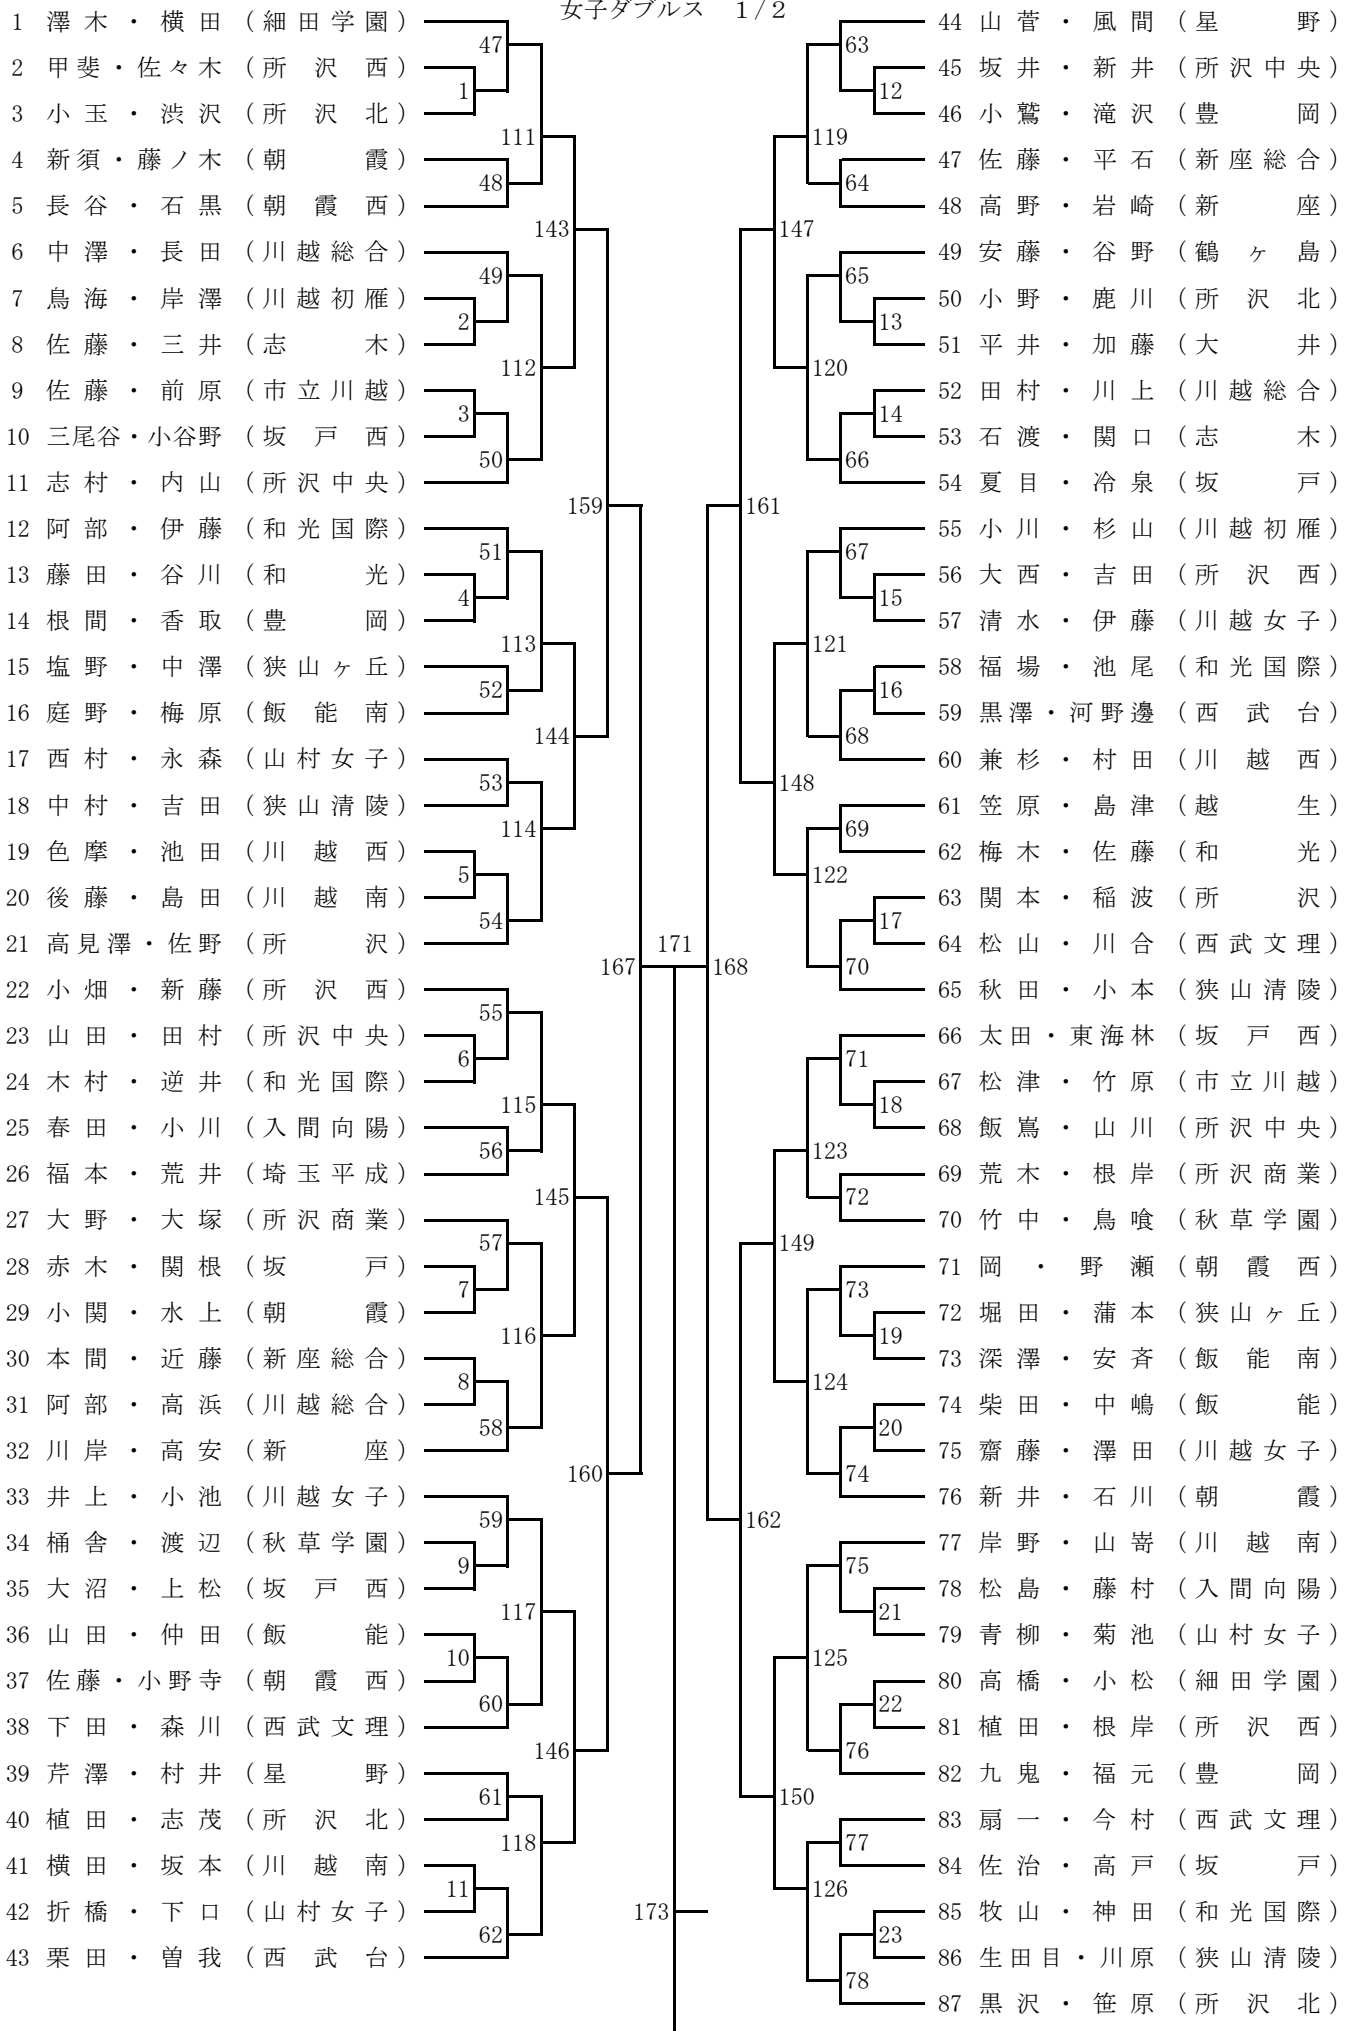 女子ダブルス 1/2
1 澤木・横田（細田学園）
2 甲斐・佐々木（所沢西）
3 小玉・渋沢（所沢北）
4 新須・藤ノ木（朝霞）
5 長谷・石黒（朝霞西）
6 中澤・長田（川越総合）
7 鳥海・岸澤（川越初雁）
8 佐藤・三井（志木）
9 佐藤・前原（市立川越）
10 三尾谷・小谷野（坂戸西）
11 志村・内山（所沢中央）
12 阿部・伊藤（和光国際）
13 藤田・谷川（和光）
14 根間・香取（豊岡）
15 塩野・中澤（狭山ヶ丘）
16 庭野・梅原（飯能南）
17 西村・永森（山村女子）
18 中村・吉田（狭山清陵）
19 色摩・池田（川越西）
20 後藤・島田（川越南）
21 高見澤・佐野（所沢）
22 小畑・新藤（所沢西）
23 山田・田村（所沢中央）
24 木村・逆井（和光国際）
25 春田・小川（入間向陽）
26 福本・荒井（埼玉平成）
27 大野・大塚（所沢商業）
28 赤木・関根（坂戸）
29 小関・水上（朝霞）
30 本間・近藤（新座総合）
31 阿部・高浜（川越総合）
32 川岸・高安（新座）
33 井上・小池（川越女子）
34 桶舎・渡辺（秋草学園）
35 大沼・上松（坂戸西）
36 山田・仲田（飯能）
37 佐藤・小野寺（朝霞西）
38 下田・森川（西武文理）
39 芹澤・村井（星野）
40 植田・志茂（所沢北）
41 横田・坂本（川越南）
42 折橋・下口（山村女子）
43 栗田・曽我（西武台）
47
1
48
49
2
3
50
51
4
52
53
5
54
55
6
56
57
7
8
58
59
9
10
60
61
11
62
111
112
113
114
115
116
117
118
143
144
145
146
159
160
167
171
173
168
161
162
147
148
149
150
119
120
121
122
123
124
125
126
63
12
64
65
13
14
66
67
15
16
68
69
17
70
71
18
72
73
19
20
74
75
21
22
76
77
23
78
44 山菅・風間（星野）
45 坂井・新井（所沢中央）
46 小鷲・滝沢（豊岡）
47 佐藤・平石（新座総合）
48 高野・岩崎（新座）
49 安藤・谷野（鶴ヶ島）
50 小野・鹿川（所沢北）
51 平井・加藤（大井）
52 田村・川上（川越総合）
53 石渡・関口（志木）
54 夏目・冷泉（坂戸）
55 小川・杉山（川越初雁）
56 大西・吉田（所沢西）
57 清水・伊藤（川越女子）
58 福場・池尾（和光国際）
59 黒澤・河野邊（西武台）
60 兼杉・村田（川越西）
61 笠原・島津（越生）
62 梅木・佐藤（和光）
63 関本・稲波（所沢）
64 松山・川合（西武文理）
65 秋田・小本（狭山清陵）
66 太田・東海林（坂戸西）
67 松津・竹原（市立川越）
68 飯嶌・山川（所沢中央）
69 荒木・根岸（所沢商業）
70 竹中・鳥喰（秋草学園）
71 岡・野瀬（朝霞西）
72 堀田・蒲本（狭山ヶ丘）
73 深澤・安斉（飯能南）
74 柴田・中嶋（飯能）
75 齋藤・澤田（川越女子）
76 新井・石川（朝霞）
77 岸野・山嵜（川越南）
78 松島・藤村（入間向陽）
79 青柳・菊池（山村女子）
80 高橋・小松（細田学園）
81 植田・根岸（所沢西）
82 九鬼・福元（豊岡）
83 扇一・今村（西武文理）
84 佐治・高戸（坂戸）
85 牧山・神田（和光国際）
86 生田目・川原（狭山清陵）
87 黒沢・笹原（所沢北）